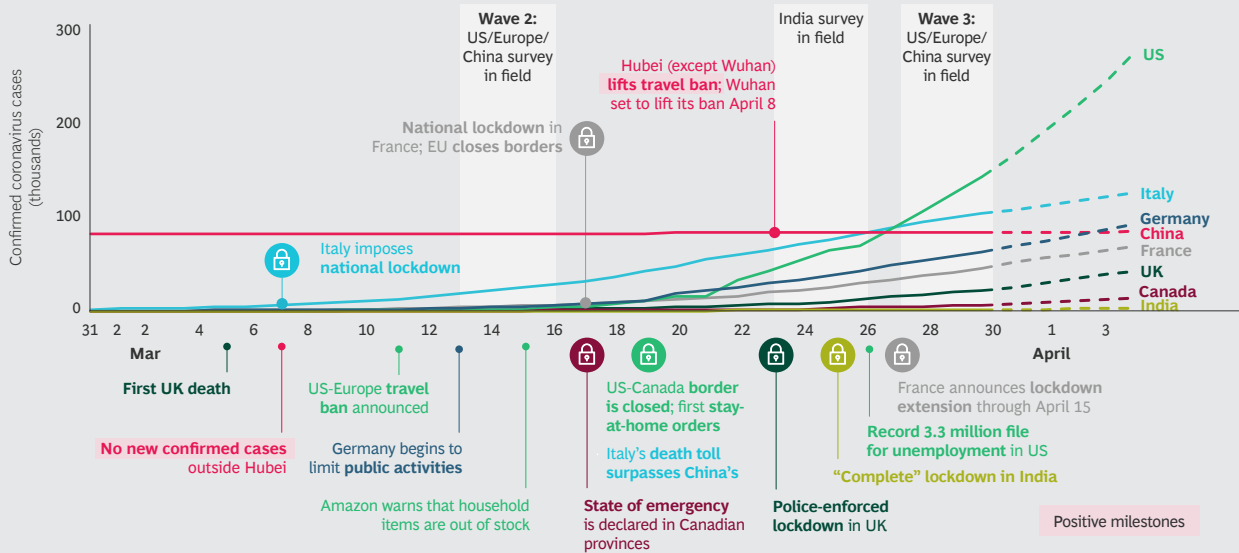 Confirmed coronavirus cases
(thousands)
300
200
100
0
Wave 2:
US/Europe/
China survey
in field
India survey
in field
Wave 3:
US/Europe/
China survey
in field
Hubei (except Wuhan)
lifts travel ban; Wuhan
set to lift its ban April 8
National lockdown in
France; EU closes borders
Italy imposes
national lockdown
US
Italy
Germany
China
France
UK
Canada
India
31 2 2 4 6 8 10 12 14 16 18 20 22 24 26 28 30 1 3
Mar
April
First UK death
No new confirmed cases
outside Hubei
US-Europe travel
ban announced
Germany begins to
limit public activities
Amazon warns that household
items are out of stock
State of emergency
is declared in Canadian
provinces
US-Canada border
is closed; first stay-
at-home orders
Italy’s death toll
surpasses China’s
Police-enforced
lockdown in UK
“Complete” lockdown in India
Record 3.3 million file
for unemployment in US
France announces lockdown
extension through April 15
Positive milestones